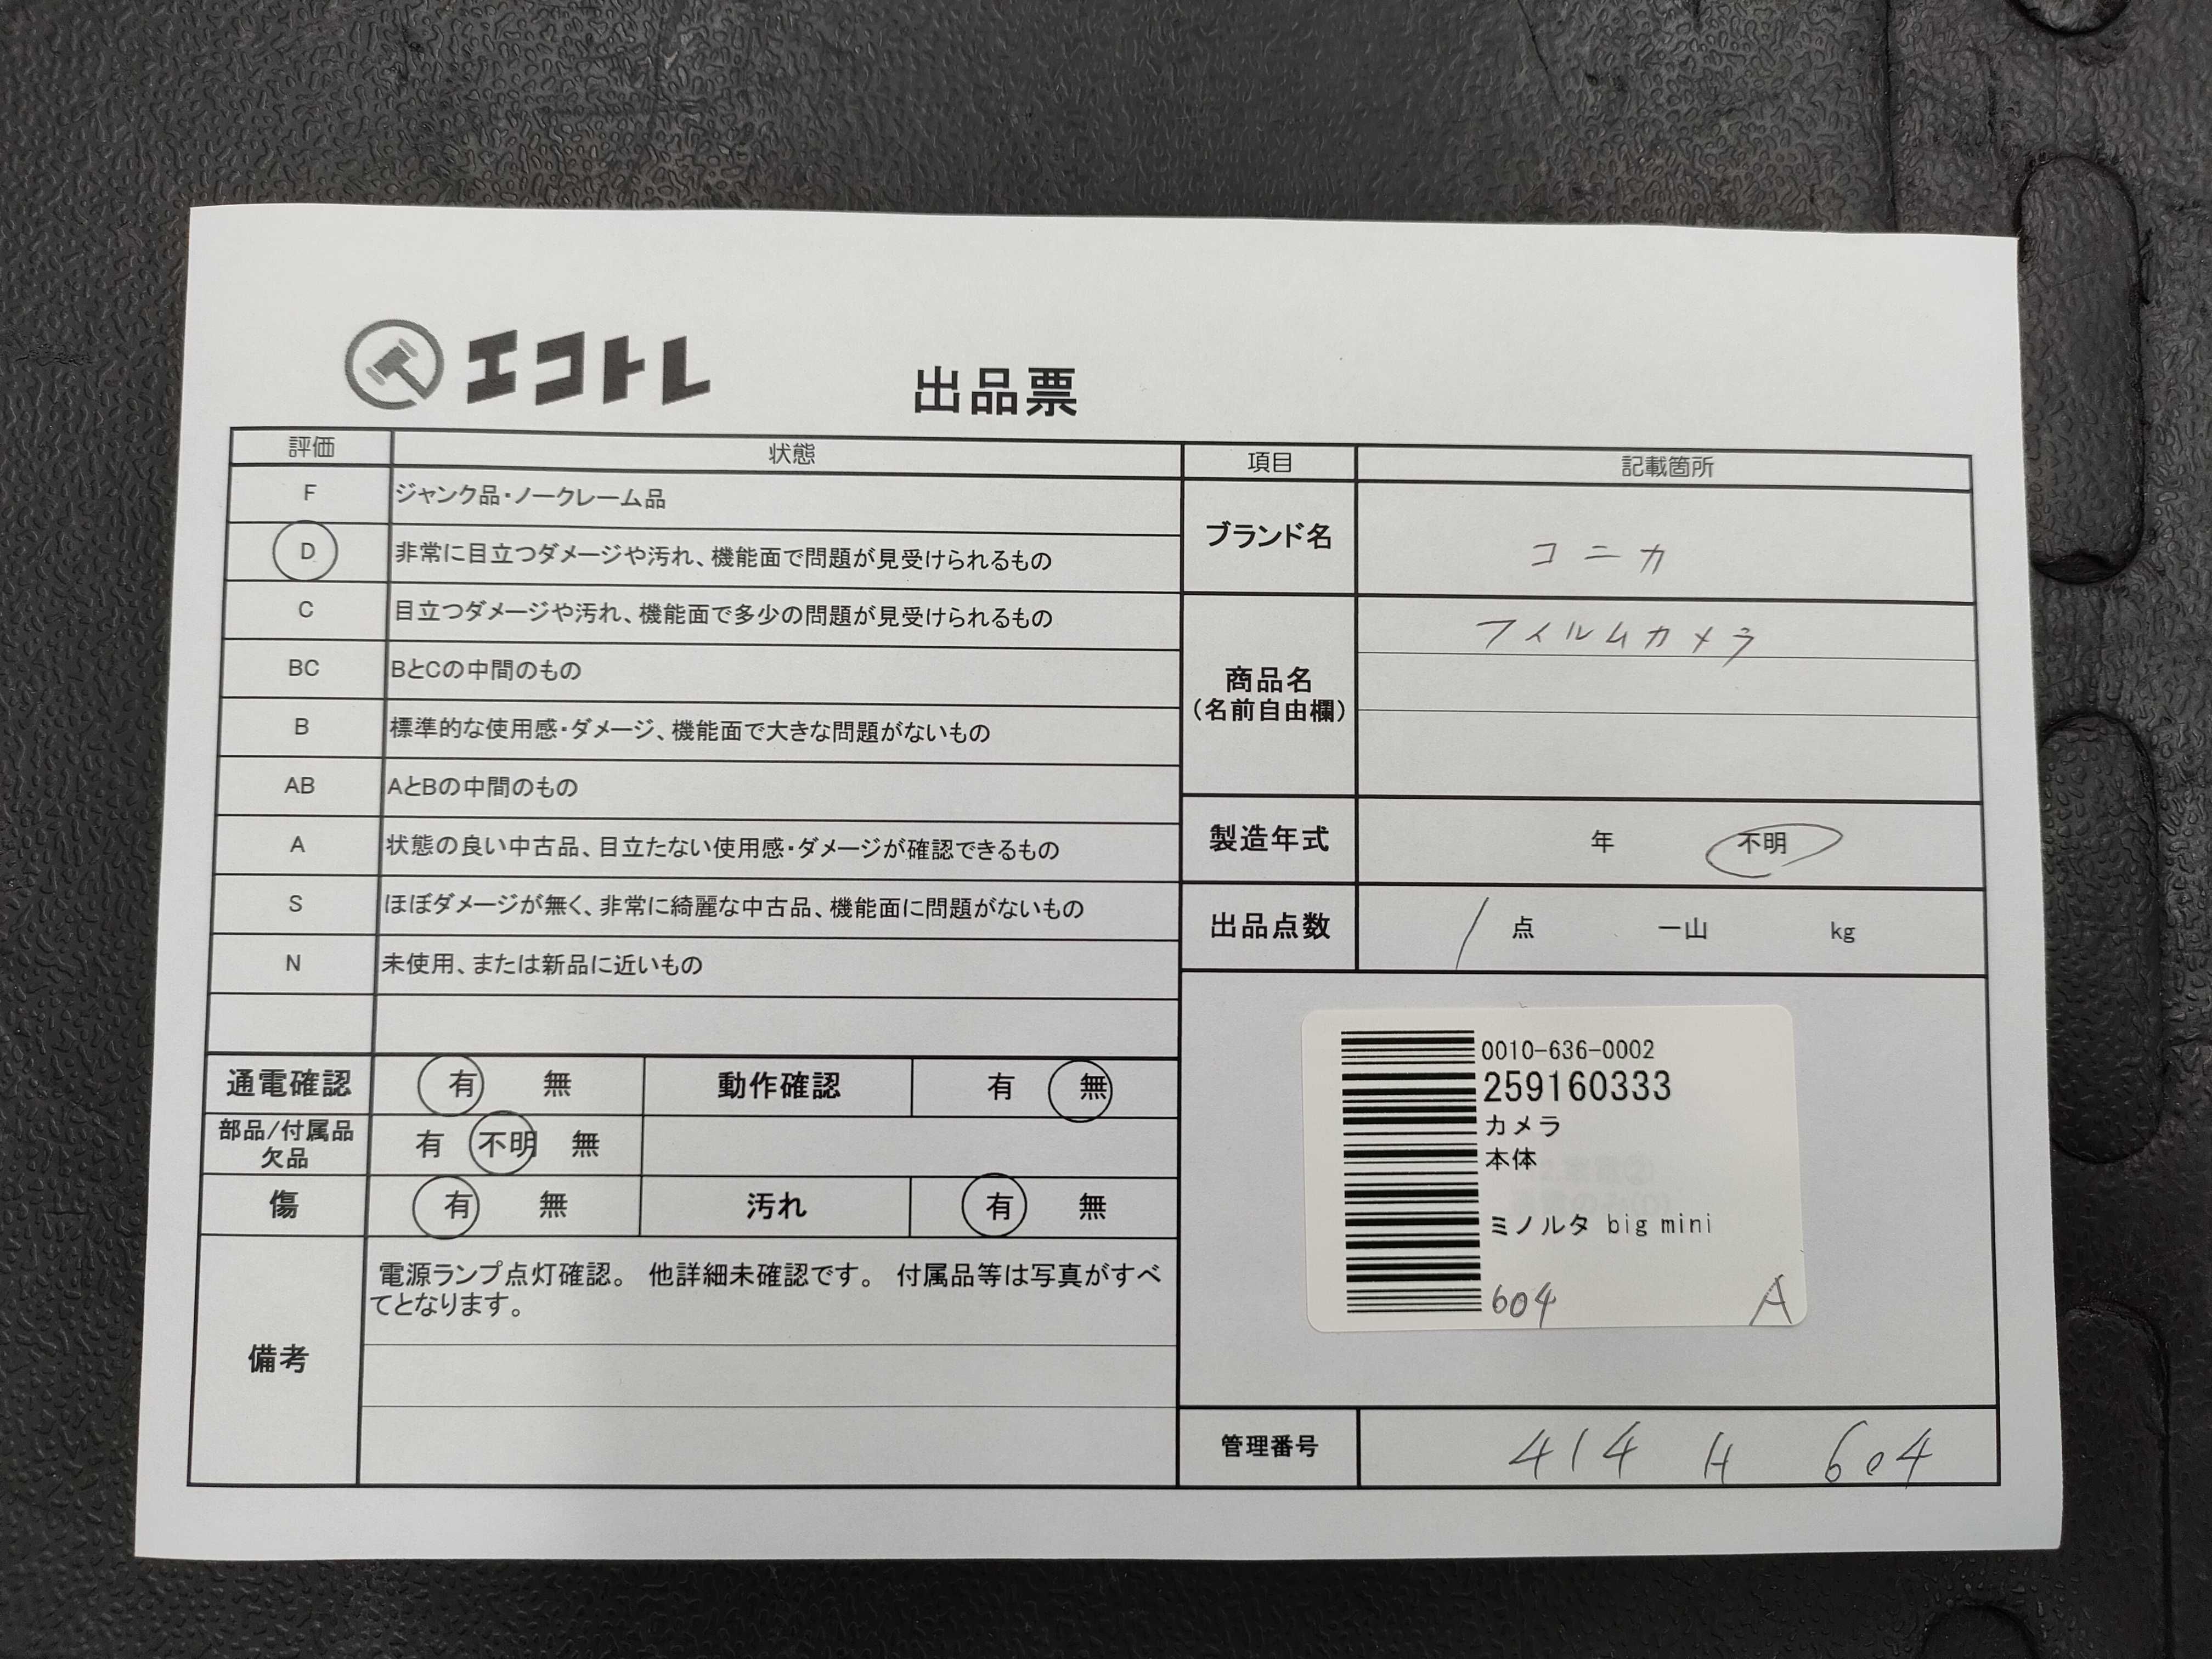 エコトレ
出品票
評価 状態
F ジャンク品・ノークレーム品
D 非常に目立つダメージや汚れ、機能面で問題が見受けられるもの
C 目立つダメージや汚れ、機能面で多少の問題が見受けられるもの
BC BとCの中間のもの
B 標準的な使用感・ダメージ、機能面で大きな問題がないもの
AB AとBの中間のもの
A 状態の良い中古品、目立たない使用感・ダメージが確認できるもの
S ほぼダメージが無く、非常に綺麗な中古品、機能面に問題がないもの
N 未使用、または新品に近いもの
通電確認 有 無 動作確認 有 無
部品/付属品
欠品
有 不明 無
傷 有 無 汚れ 有 無
備考
電源ランプ点灯確認。 他詳細未確認です。 付属品等は写真がすべ
てとなります。
項目 記載箇所
ブランド名 コニカ
商品名
(名前自由欄)
フィルムカメラ
製造年式 年 不明
出品点数 1 点 一山 kg
0010-636-0002
259160333
カメラ
本体
ミノルタ big mini
604 A
管理番号 414 H 604